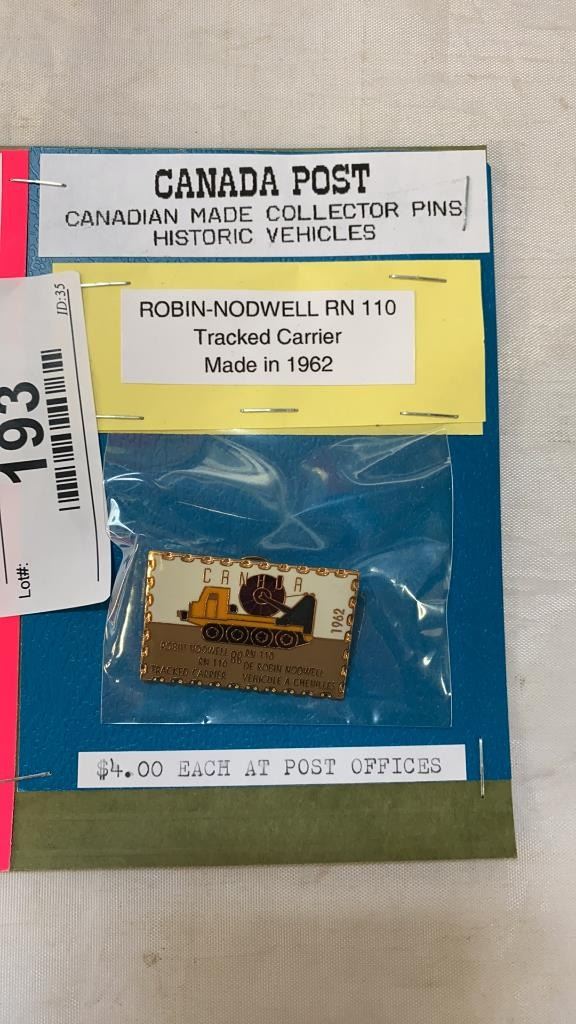 CANADA POST
CANADIAN MADE COLLECTOR PINS
HISTORIC VEHICLES
ROBIN-NODWELL RN 110
Tracked Carrier
Made in 1962
ID:35
193
Lot#:
CANADA
1962
ROBIN NODWELL RN 110
88
RN 110 DE ROBIN NODWELL
TRACKED CARRIER VEHICULE A CHENILLES
$4.00 EACH AT POST OFFICES